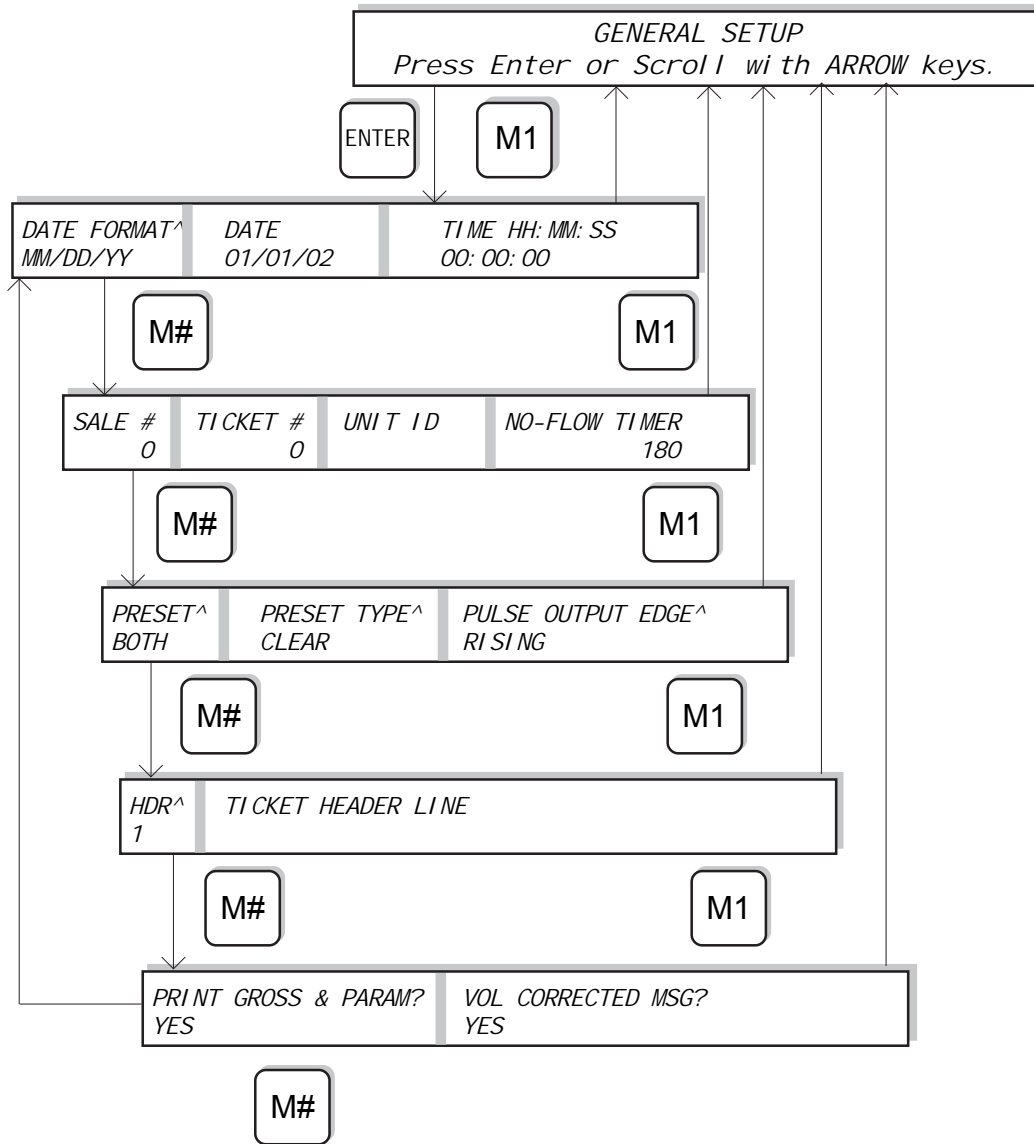 GENERAL SETUP
Press Enter or Scroll with ARROW keys.
ENTER
M1
DATE FORMAT^ DATE TIME HH:MM:SS
MM/DD/YY 01/01/02 00:00:00
M# M1
SALE # TICKET # UNIT ID NO-FLOW TIMER
0 0 180
M# M1
PRESET^ PRESET TYPE^ PULSE OUTPUT EDGE^
BOTH CLEAR RISING
M# M1
HDR^ TICKET HEADER LINE
1
M# M1
PRINT GROSS & PARAM? VOL CORRECTED MSG?
YES YES
M#